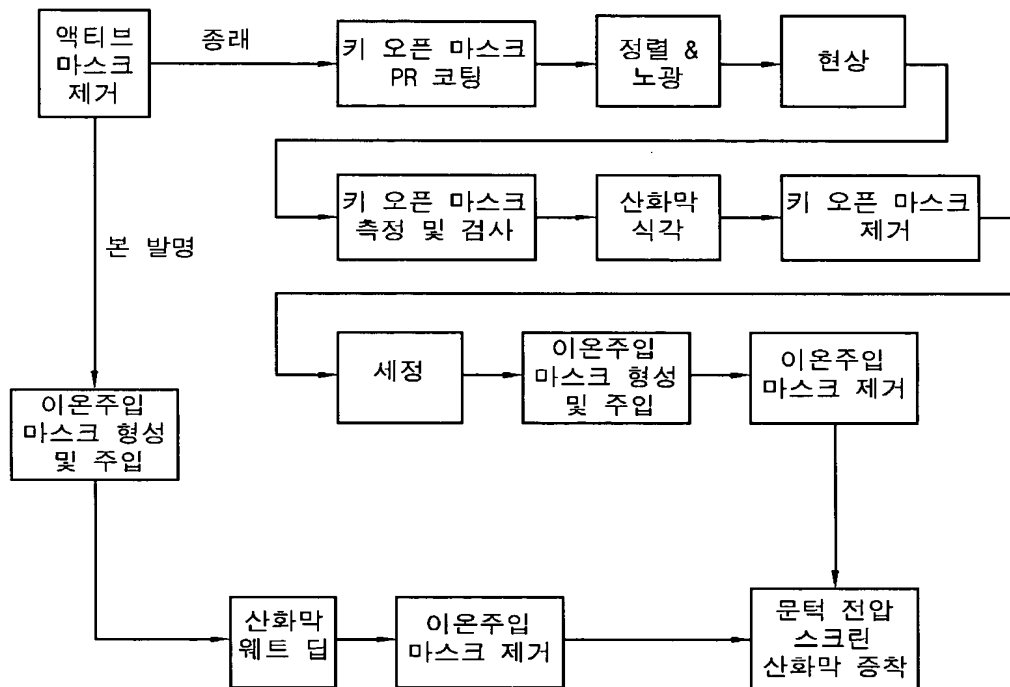 액티브
마스크
제거
종래
키 오픈 마스크
PR 코팅
정렬 &
노광
현상
키 오픈 마스크
측정 및 검사
산화막
식각
키 오픈 마스크
제거
본 발명
세정
이온주입
마스크 형성
및 주입
이온주입
마스크 제거
이온주입
마스크 형성
및 주입
산화막
웨트 딥
이온주입
마스크 제거
문턱 전압
스크린
산화막 증착